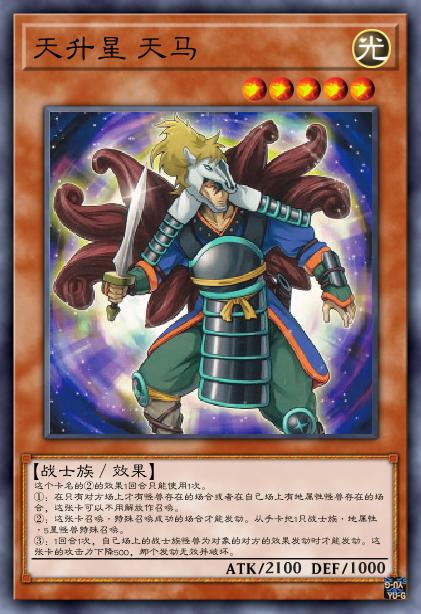 天升星 天马
光
【战士族／效果】
这个卡名的②的效果1回合只能使用1次。
①：在只有对方场上才有怪兽存在的场合或者在自己场上有地属性怪兽存在的场
合，这张卡可以不用解放作召唤。
②：这张卡召唤·特殊召唤成功的场合才能发动。从手卡把1只战士族·地属性
·5星怪兽特殊召唤。
③：1回合1次，自己场上的战士族怪兽为对象的对方的效果发动时才能发动。这
张卡的攻击力下降500，那个发动无效并破坏。
ATK/2100 DEF/1000